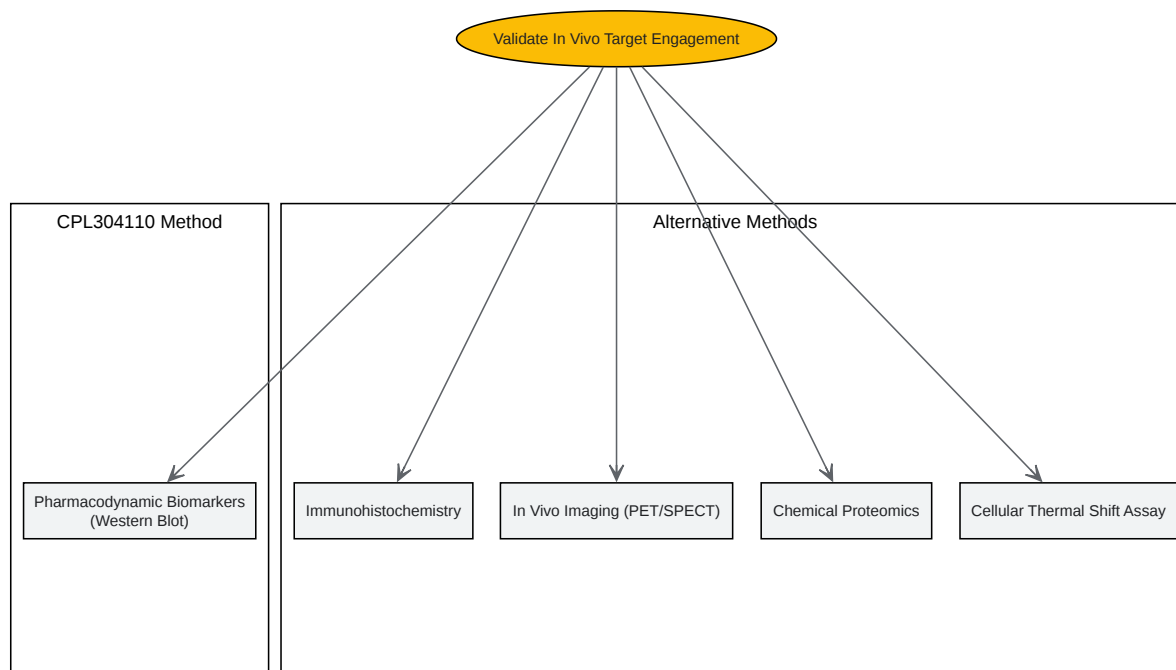 Validate In Vivo Target Engagement
CPL304110 Method
Alternative Methods
Pharmacodynamic Biomarkers
(Western Blot)
Immunohistochemistry
In Vivo Imaging (PET/SPECT)
Chemical Proteomics
Cellular Thermal Shift Assay